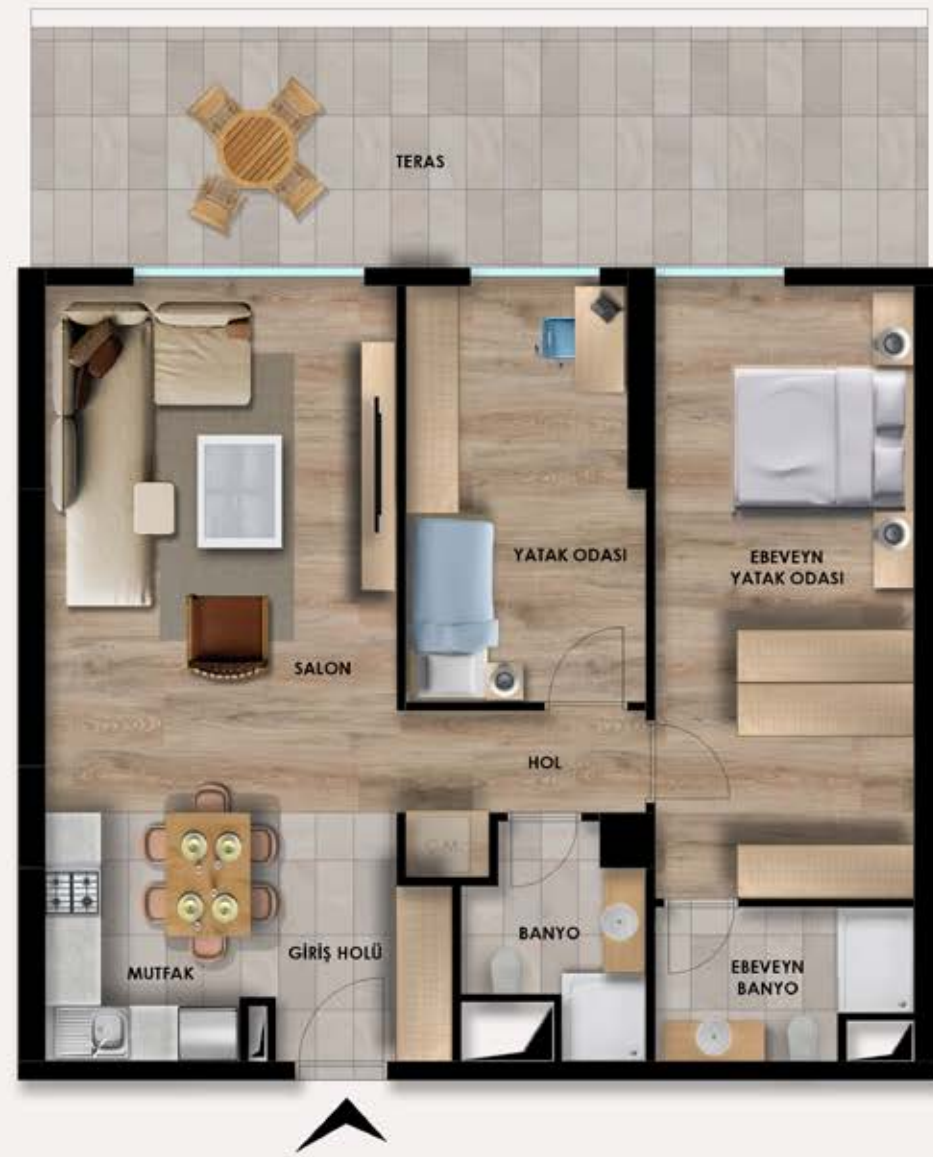 TERAS
YATAK ODASI
EBEVEYN
YATAK ODASI
SALON
HOL
Ç.M.
BANYO
GİRİŞ HOLÜ
MUTFAK
EBEVEYN
BANYO